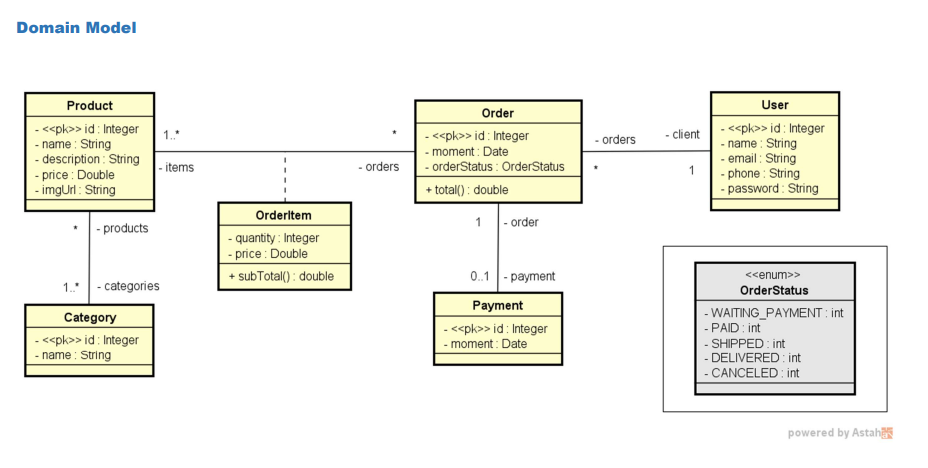 Domain Model
Product
- <<pk>> id : Integer
- name : String
- description : String
- price : Double
- imgUrl : String
1..*
*
- items
- orders
Order
- <<pk>> id : Integer
- moment : Date
- orderStatus : OrderStatus
+ total() : double
- orders
- client
*
1
User
- <<pk>> id : Integer
- name : String
- email : String
- phone : String
- password : String
OrderItem
- quantity : Integer
- price : Double
+ subTotal() : double
* - products
1..* - categories
Category
- <<pk>> id : Integer
- name : String
1 - order
0..1 - payment
Payment
- <<pk>> id : Integer
- moment : Date
<<enum>>
OrderStatus
- WAITING_PAYMENT : int
- PAID : int
- SHIPPED : int
- DELIVERED : int
- CANCELED : int
powered by Astah